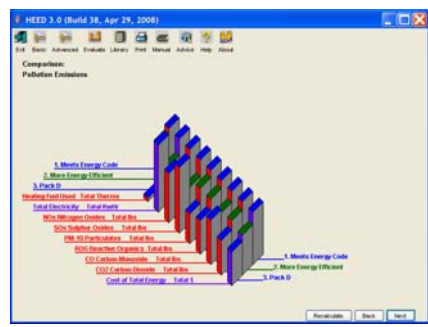 HEED 3.0 (Build 38, Apr 29, 2008)
Exit Basic Advanced Evaluate Library Print Manual Advice Help About
Comparison:
Pollution Emissions
1. Meets Energy Code
2. More Energy Efficient
3. Pack D
Heating Fuel Used Total Therms
Total Electricity Total Kwth
NOx Nitrogen Oxides Total lbs
SOx Sulphur Oxides Total lbs
PM-10 Particulates Total lbs
ROG Reactive Organics Total lbs
CO Carbon Monoxide Total lbs
CO2 Carbon Dioxide Total lbs
Cost of Total Energy Total $
1. Meets Energy Code
2. More Energy Efficient
3. Pack D
Recalculate Back Next